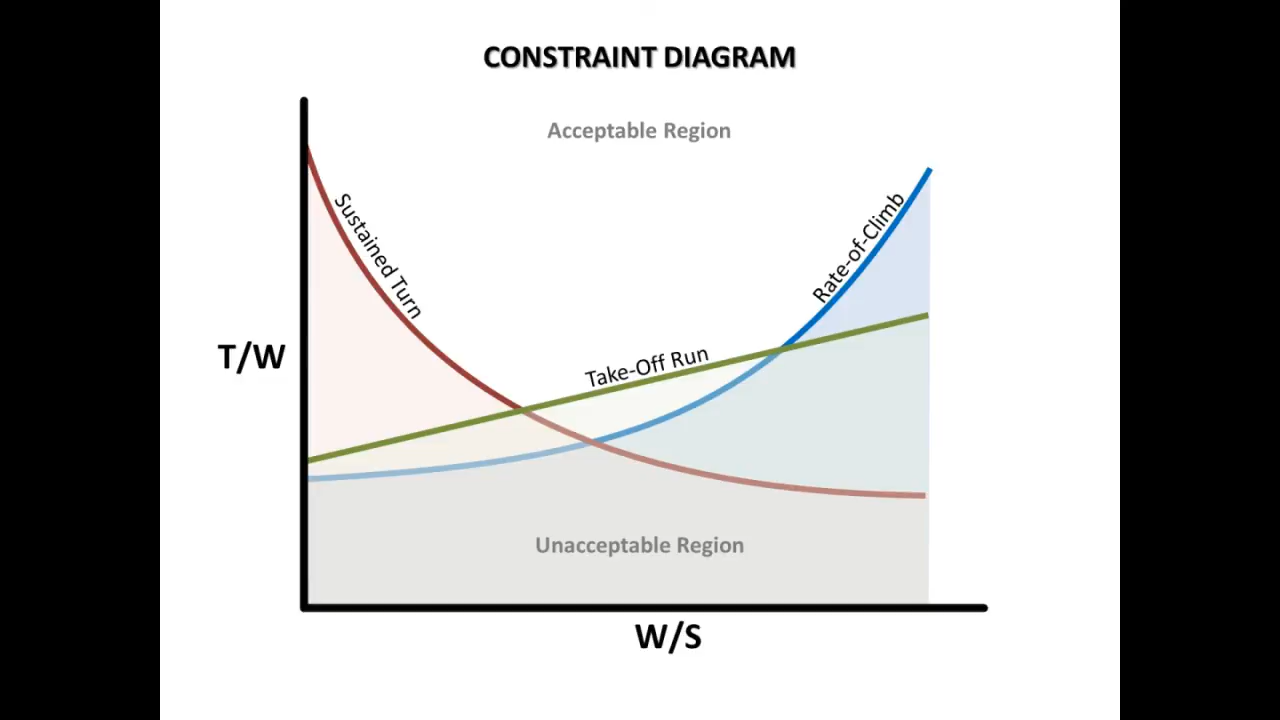 CONSTRAINT DIAGRAM
Acceptable Region
Sustained Turn
Rate-of-Climb
Take-Off Run
T/W
Unacceptable Region
W/S